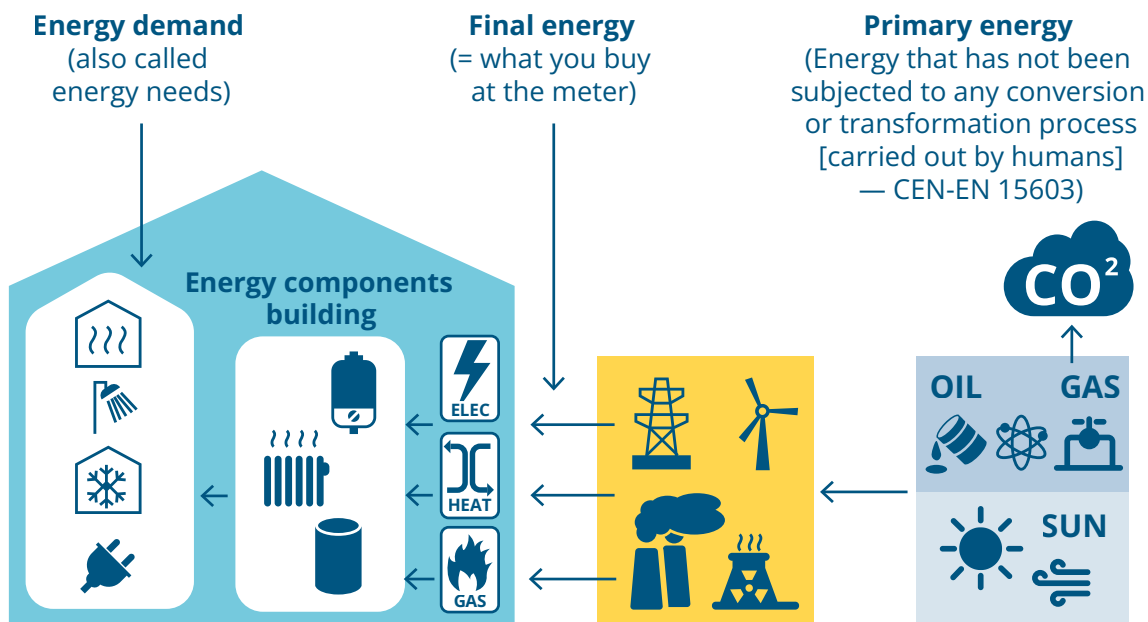 Energy demand
(also called
energy needs)
Final energy
(= what you buy
at the meter)
Primary energy
(Energy that has not been
subjected to any conversion
or transformation process
[carried out by humans]
— CEN-EN 15603)
Energy components
building
ELEC
HEAT
GAS
CO²
OIL
GAS
SUN